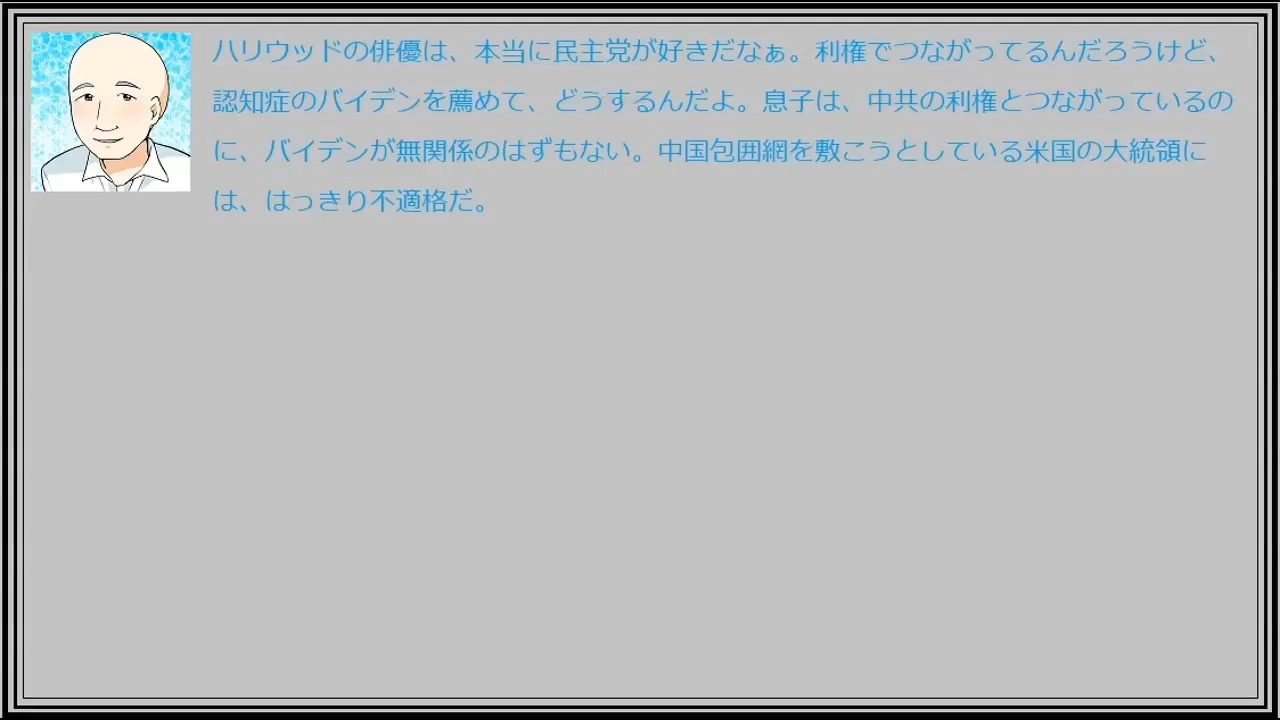 ハリウッドの俳優は、本当に民主党が好きだなぁ。利権でつながってるんだろうけど、
認知症のバイデンを薦めて、どうするんだよ。息子は、中共の利権とつながっているの
に、バイデンが無関係のはずもない。中国包囲網を敷こうとしている米国の大統領に
は、はっきり不適格だ。